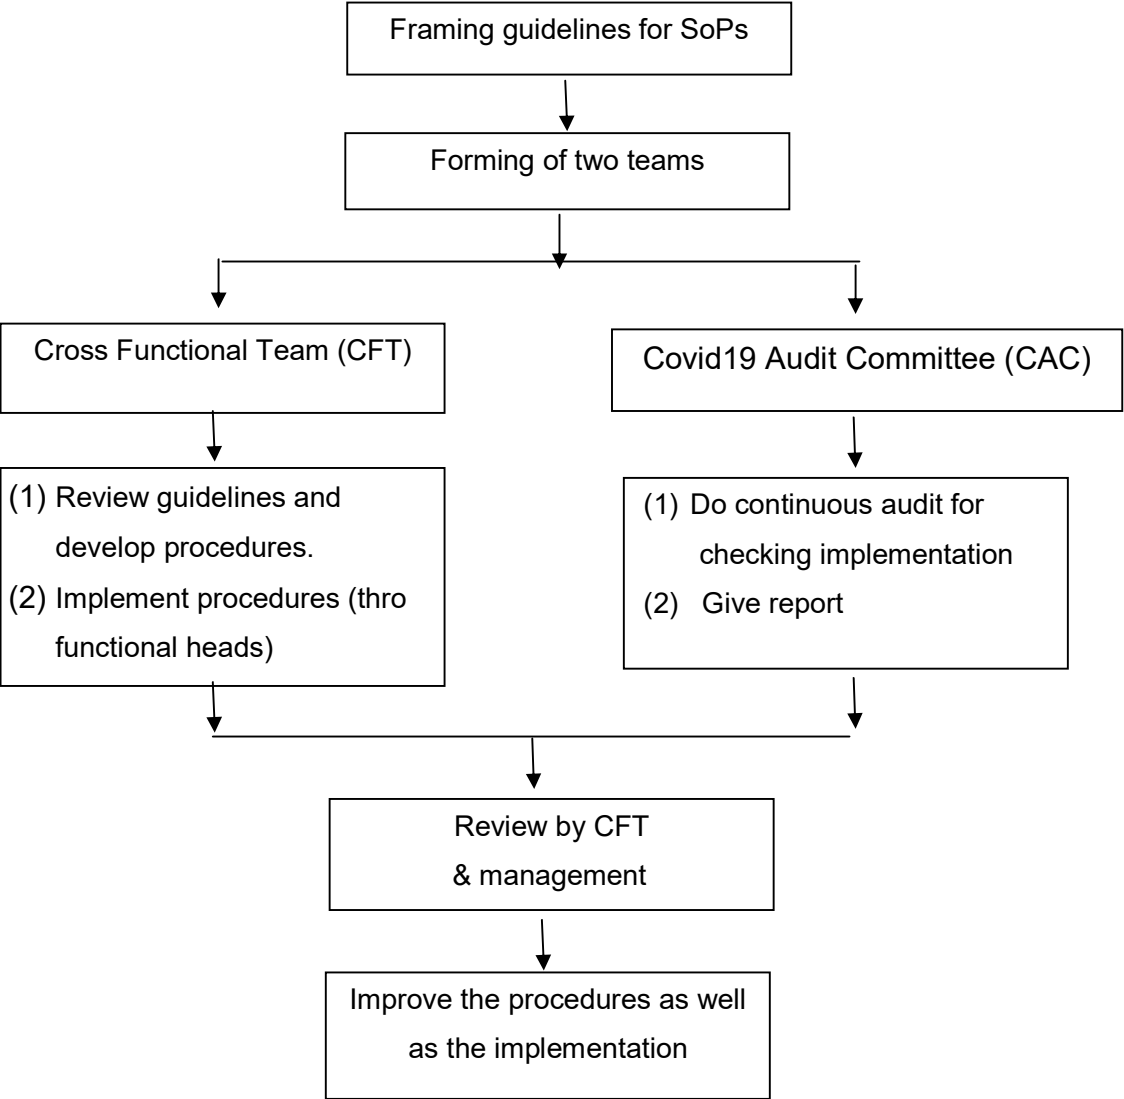 Framing guidelines for SoPs
Forming of two teams
Cross Functional Team (CFT)
Covid19 Audit Committee (CAC)
(1) Review guidelines and
develop procedures.
(2) Implement procedures (thro
functional heads)
(1) Do continuous audit for
checking implementation
(2) Give report
Review by CFT
& management
Improve the procedures as well
as the implementation